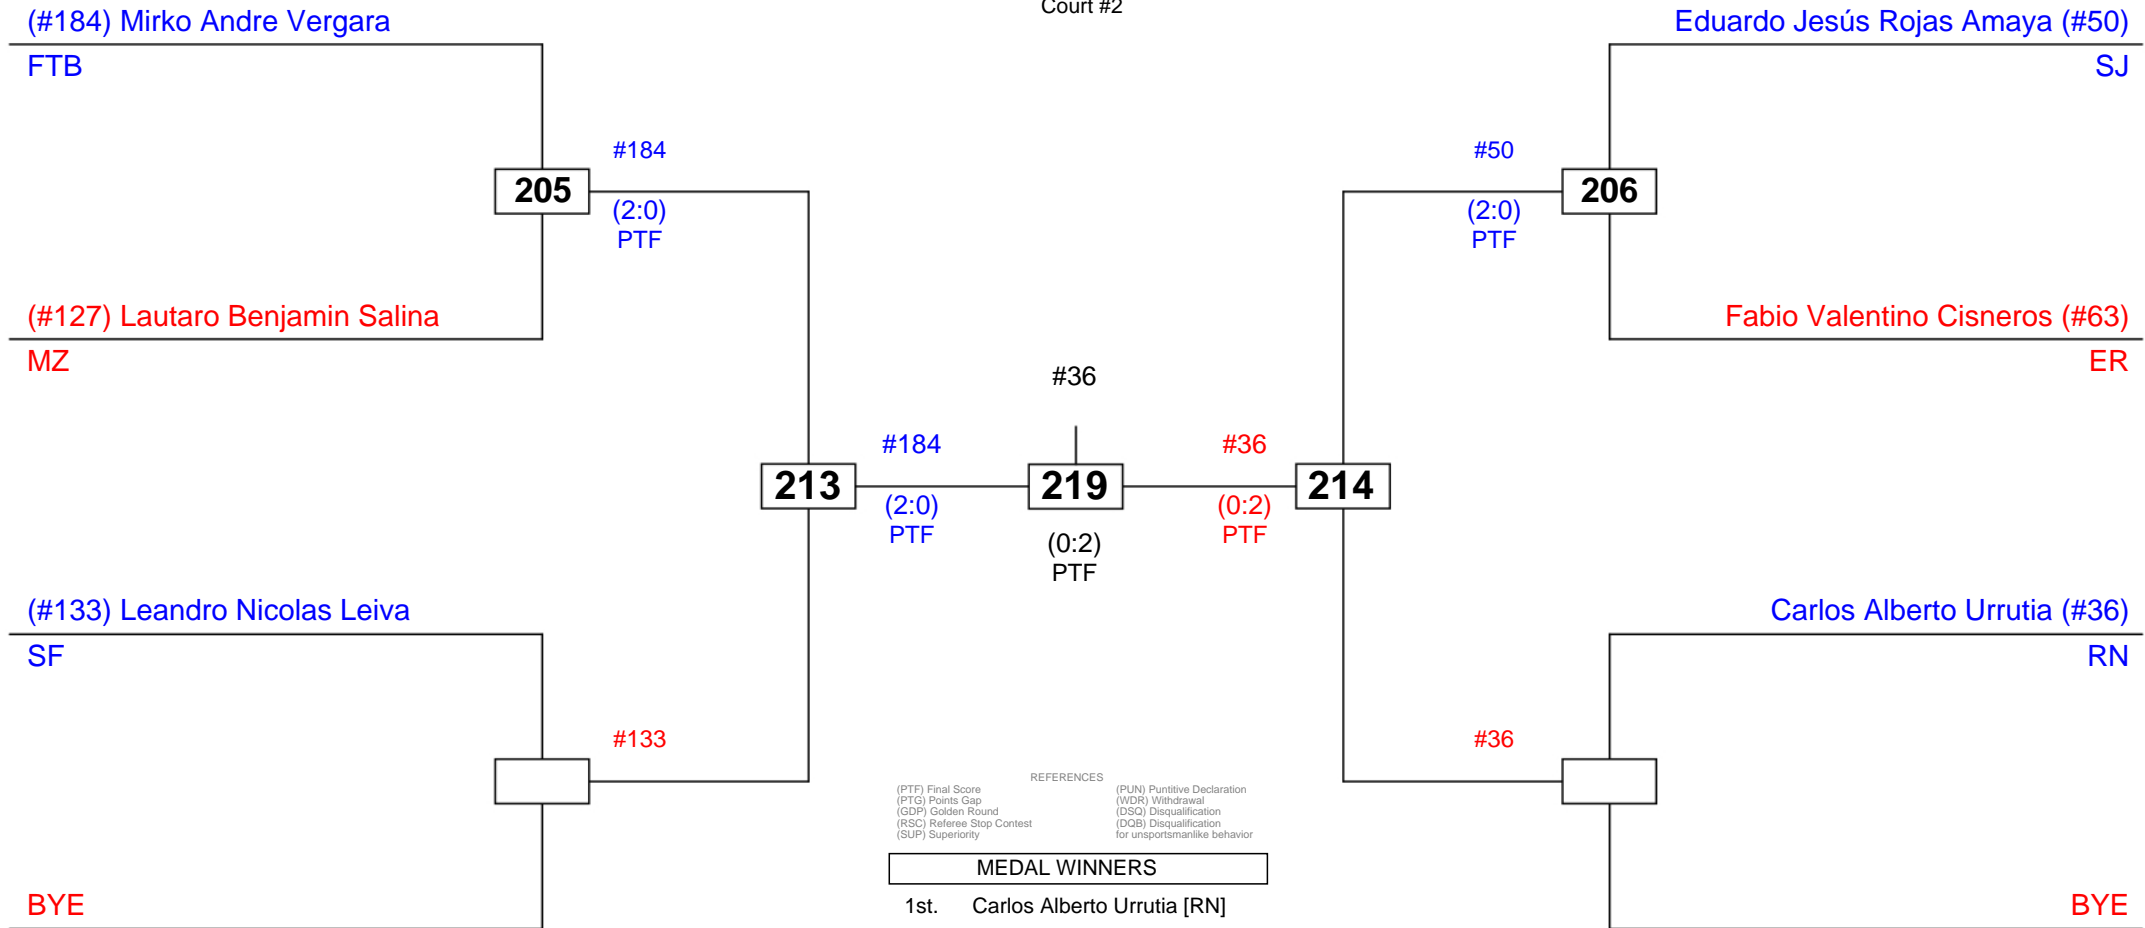 Court #2
(#184) Mirko Andre Vergara
FTB
Eduardo Jesús Rojas Amaya (#50)
SJ
#184
205
(2:0)
PTF
#50
206
(2:0)
PTF
(#127) Lautaro Benjamin Salina
MZ
Fabio Valentino Cisneros (#63)
ER
#36
213
#184
(2:0)
PTF
219
(0:2)
PTF
#36
(0:2)
PTF
214
(#133) Leandro Nicolas Leiva
SF
Carlos Alberto Urrutia (#36)
RN
#133
#36
REFERENCES
(PTF) Final Score
(PTG) Points Gap
(GDP) Golden Round
(RSC) Referee Stop Contest
(SUP) Superiority
(PUN) Puntitive Declaration
(WDR) Withdrawal
(DSQ) Disqualification
(DQB) Disqualification
for unsportsmanlike behavior
MEDAL WINNERS
1st. Carlos Alberto Urrutia [RN]
BYE
BYE